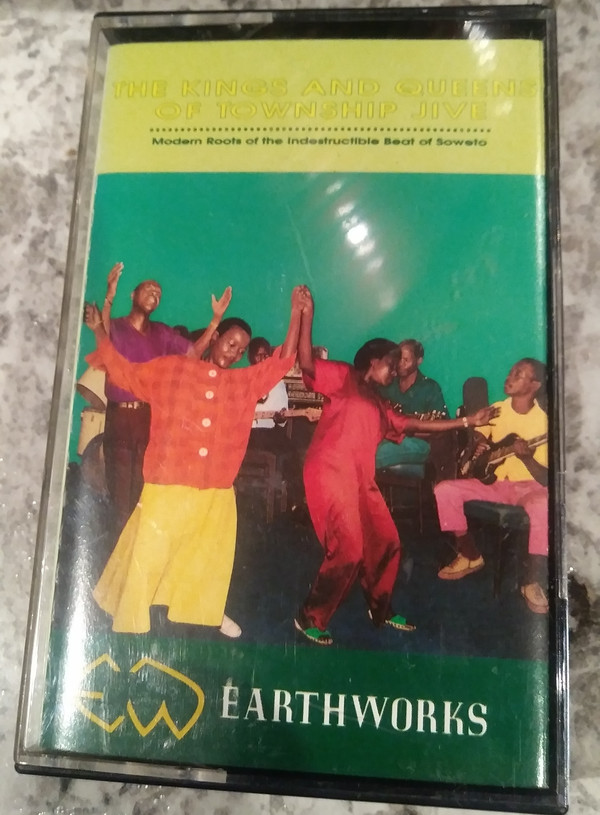 THE KINGS AND QUEENS
OF TOWNSHIP JIVE
Modern Roots of the Indestructible Beat of Soweto
EW EARTHWORKS